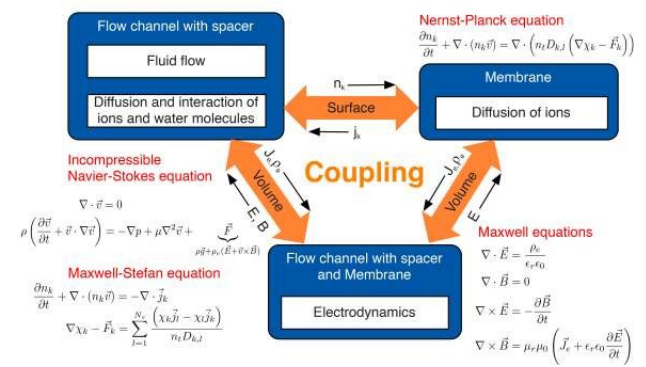 Flow channel with spacer
Fluid flow
Diffusion and interaction of
ions and water molecules
Nernst-Planck equation
∂n_k/∂t + ∇ · (n_k v⃗) = ∇ · (n_t D_{k,l} (∇χ_k − F⃗_k))
Membrane
Diffusion of ions
n_k
Surface
j_k
Incompressible
Navier-Stokes equation
∇ · v⃗ = 0
ρ (∂v⃗/∂t + v⃗ · ∇v⃗) = −∇p + μ∇²v⃗ + F⃗
ρg⃗+ρ_e(E⃗+v⃗×B⃗)
Coupling
J_e,ρ_e
Volume
E, B
J_e,ρ_e
Volume
E
Maxwell-Stefan equation
∂n_k/∂t + ∇ · (n_k v⃗) = −∇ · j⃗_k
∇χ_k − F⃗_k = ∑_{l=1}^{N_s} (χ_k j⃗_l − χ_l j⃗_k) / (n_t D_{k,l})
Flow channel with spacer
and Membrane
Electrodynamics
Maxwell equations
∇ · E⃗ = ρ_e/(ϵ_r ϵ_0)
∇ · B⃗ = 0
∇ × E⃗ = −∂B⃗/∂t
∇ × B⃗ = μ_r μ_0 (J⃗_e + ϵ_r ϵ_0 ∂E⃗/∂t)